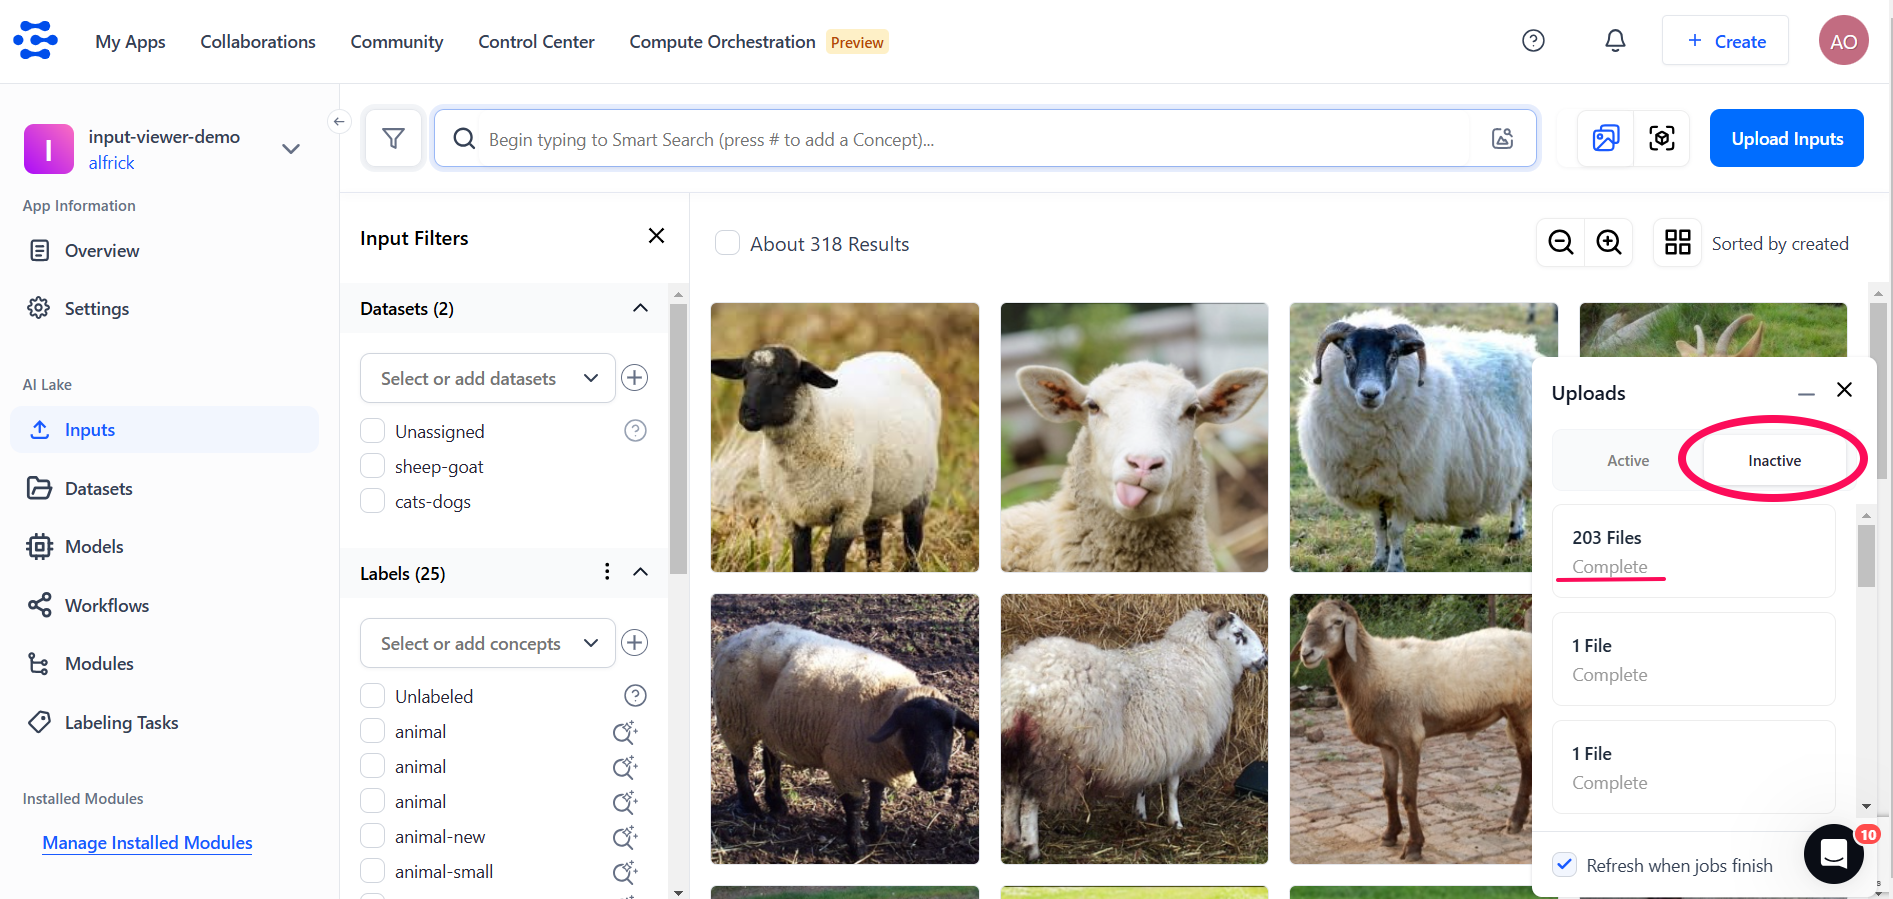 My Apps Collaborations Community Control Center Compute Orchestration Preview
+ Create AO
I input-viewer-demo
alfrick
Begin typing to Smart Search (press # to add a Concept)...
Upload Inputs
App Information
Overview
Settings
AI Lake
Inputs
Datasets
Models
Workflows
Modules
Labeling Tasks
Installed Modules
Manage Installed Modules
Input Filters
Datasets (2)
Select or add datasets
Unassigned
sheep-goat
cats-dogs
Labels (25)
Select or add concepts
Unlabeled
animal
animal
animal
animal-new
animal-small
About 318 Results
Sorted by created
Uploads
Active Inactive
203 Files
Complete
1 File
Complete
1 File
Complete
10
Refresh when jobs finish